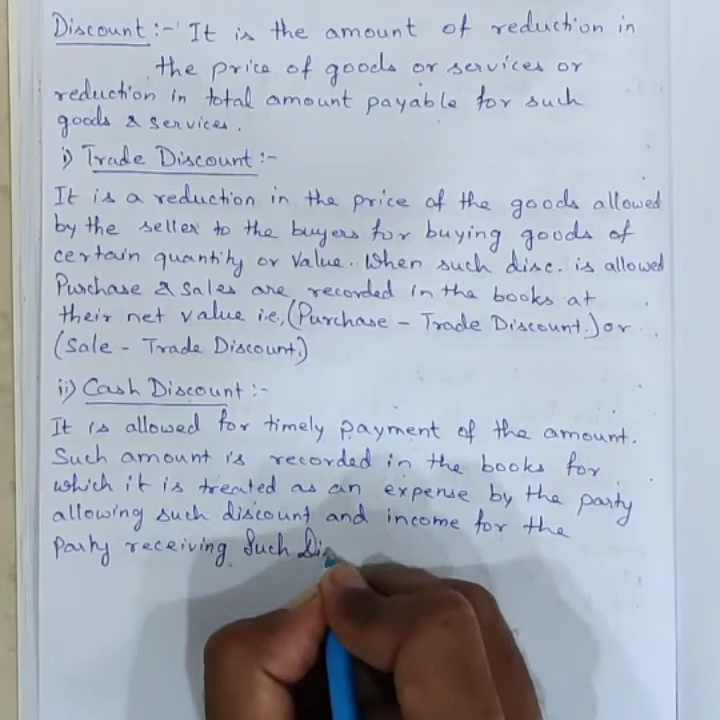 Discount :- It is the amount of reduction in
the price of goods or services or
reduction in total amount payable for such
goods & services.
i) Trade Discount :-
It is a reduction in the price of the goods allowed
by the seller to the buyers for buying goods of
certain quantity or value. When such disc. is allowed
Purchase & sales are recorded in the books at
their net value i.e., (Purchase - Trade Discount.) or
(Sale - Trade Discount.)
ii) Cash Discount :-
It is allowed for timely payment of the amount.
Such amount is recorded in the books for
which it is treated as an expense by the party
allowing such discount and income for the
Party receiving Such Dis